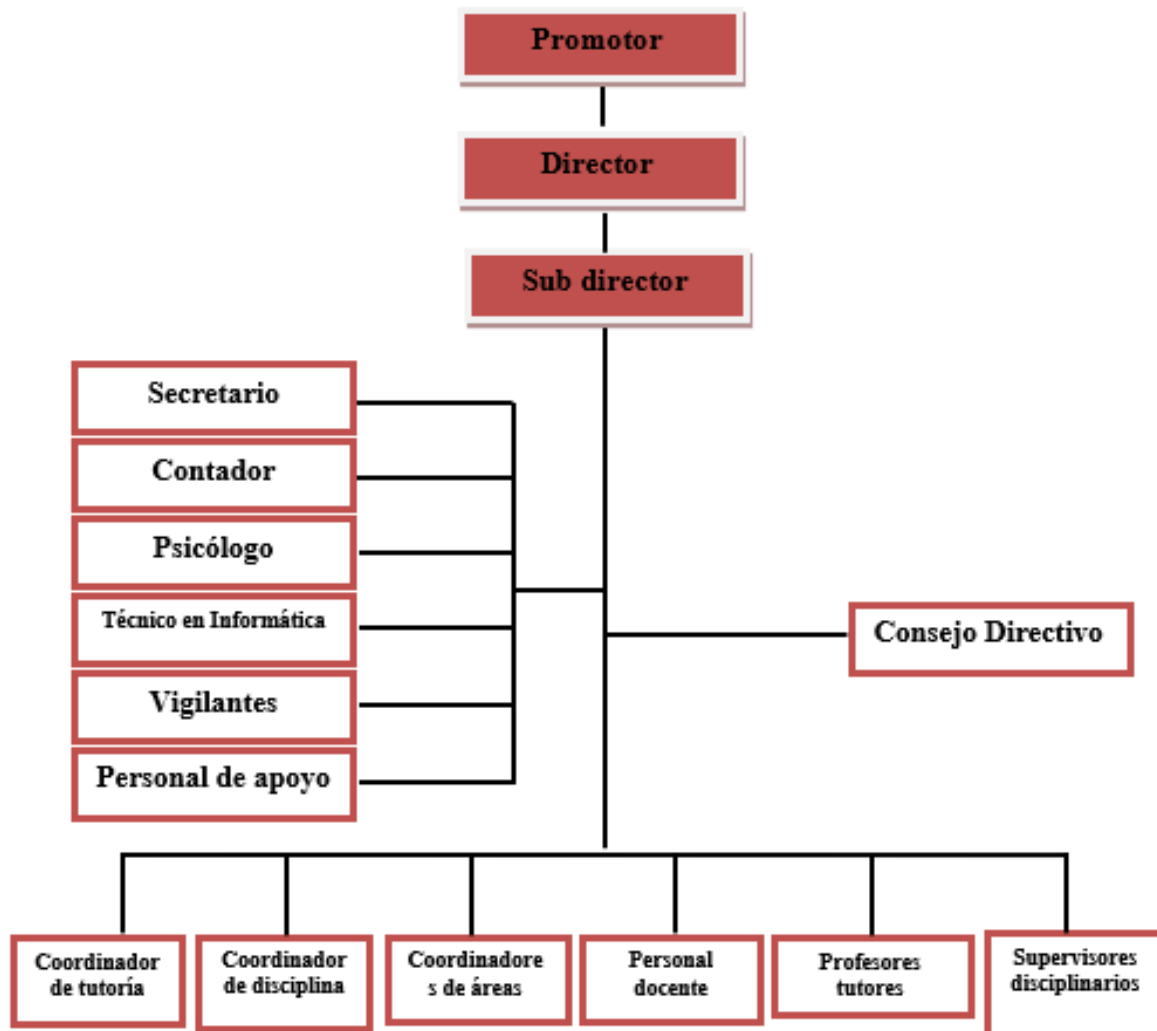 Promotor
Director
Sub director
Secretario
Contador
Psicólogo
Técnico en Informática
Vigilantes
Personal de apoyo
Consejo Directivo
Coordinador
de tutoría
Coordinador
de disciplina
Coordinadore
s de áreas
Personal
docente
Profesores
tutores
Supervisores
disciplinarios